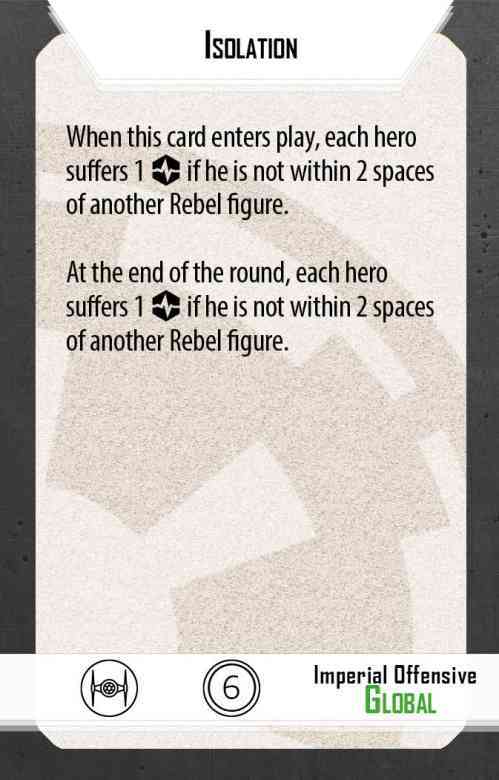 Isolation
When this card enters play, each hero
suffers 1 if he is not within 2 spaces
of another Rebel figure.
At the end of the round, each hero
suffers 1 if he is not within 2 spaces
of another Rebel figure.
6
Imperial Offensive
Global